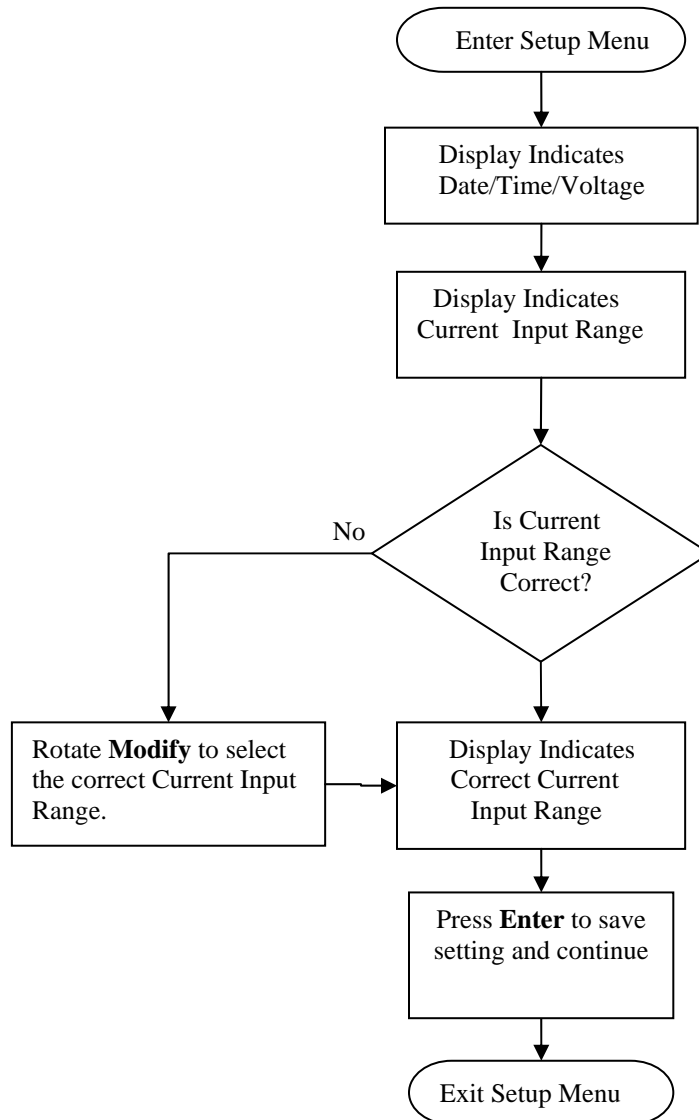 Enter Setup Menu
Display Indicates
Date/Time/Voltage
Display Indicates
Current Input Range
Is Current
Input Range
Correct?
No
Rotate Modify to select
the correct Current Input
Range.
Display Indicates
Correct Current
Input Range
Press Enter to save
setting and continue
Exit Setup Menu